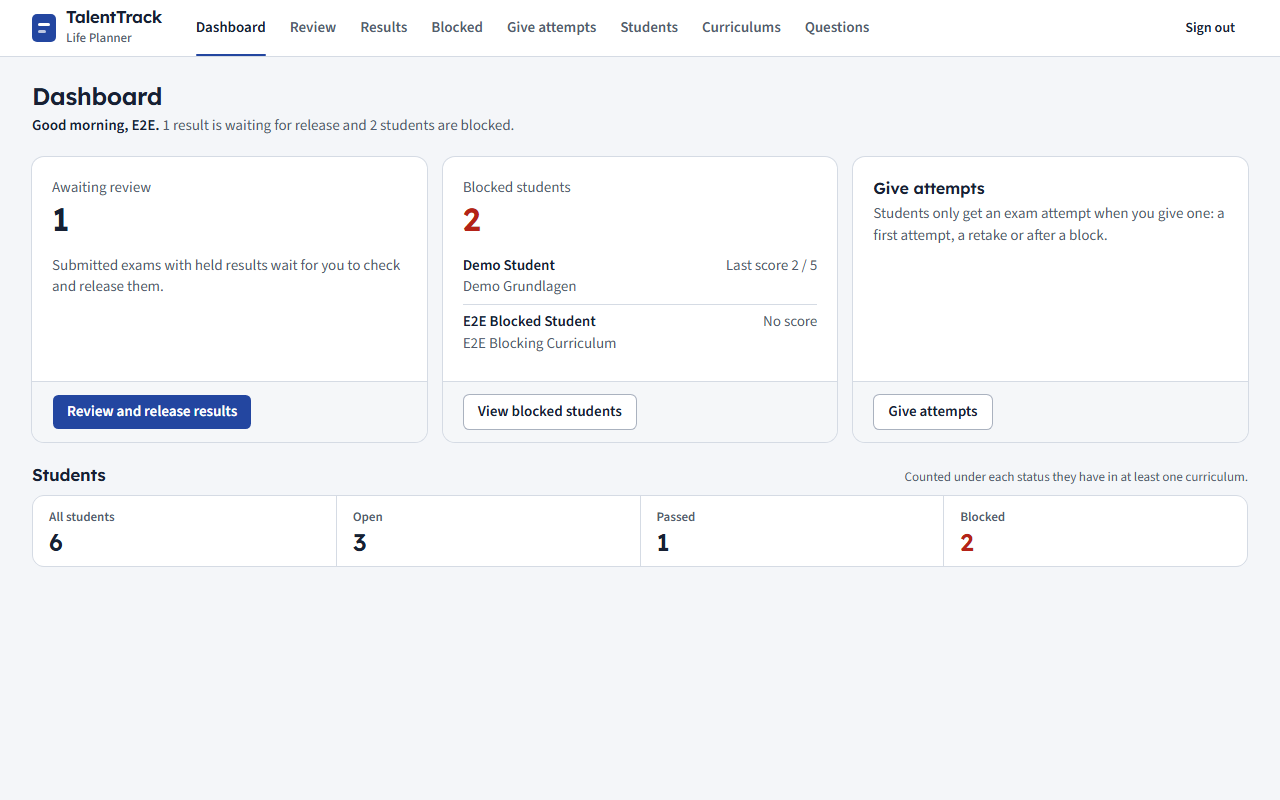 TalentTrack
Life Planner
Dashboard
Review
Results
Blocked
Give attempts
Students
Curriculums
Questions
Sign out
Dashboard
Good morning, E2E. 1 result is waiting for release and 2 students are blocked.
Awaiting review
1
Submitted exams with held results wait for you to check
and release them.
Review and release results
Blocked students
2
Demo Student
Last score 2 / 5
Demo Grundlagen
E2E Blocked Student
No score
E2E Blocking Curriculum
View blocked students
Give attempts
Students only get an exam attempt when you give one: a
first attempt, a retake or after a block.
Give attempts
Students
Counted under each status they have in at least one curriculum.
All students
6
Open
3
Passed
1
Blocked
2